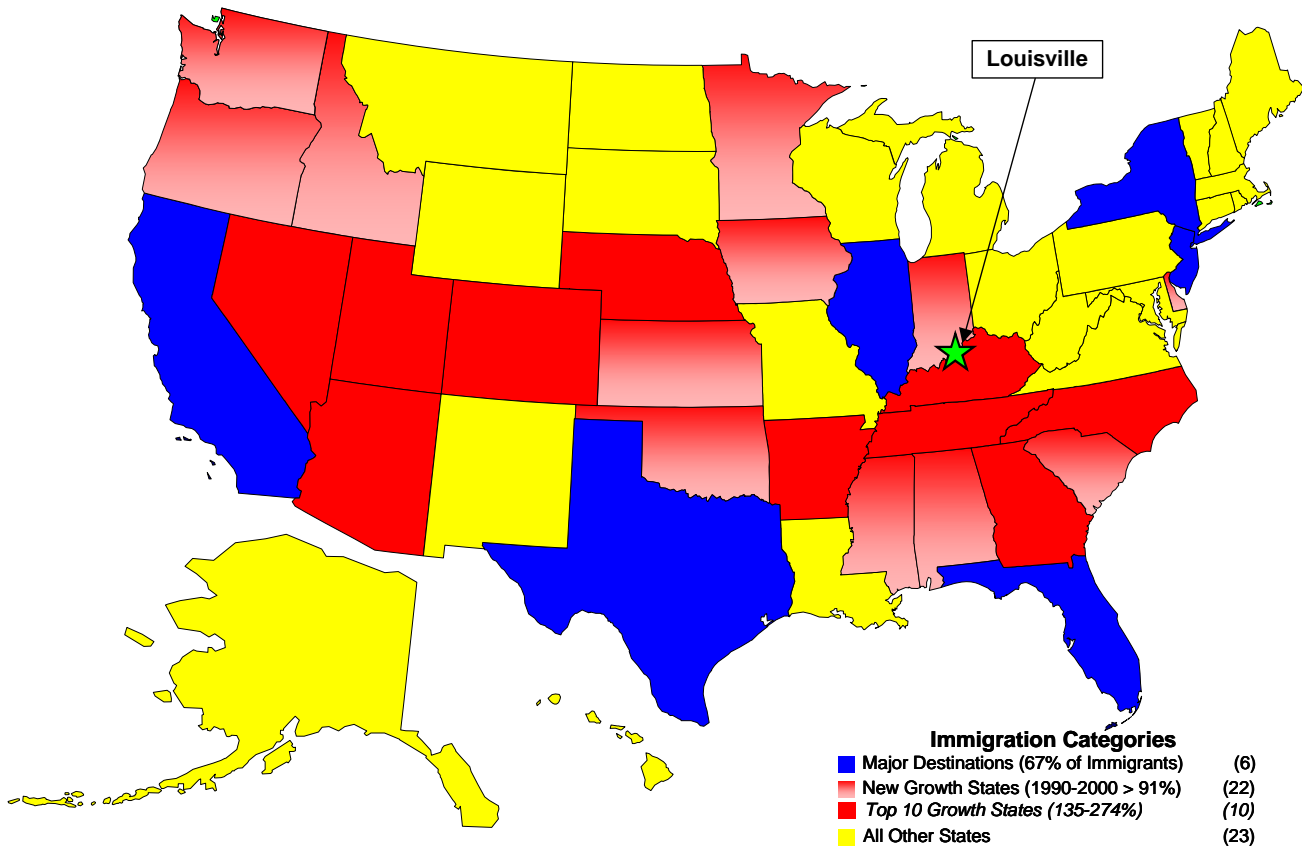 Louisville
Immigration Categories
Major Destinations (67% of Immigrants) (6)
New Growth States (1990-2000 > 91%) (22)
Top 10 Growth States (135-274%) (10)
All Other States (23)